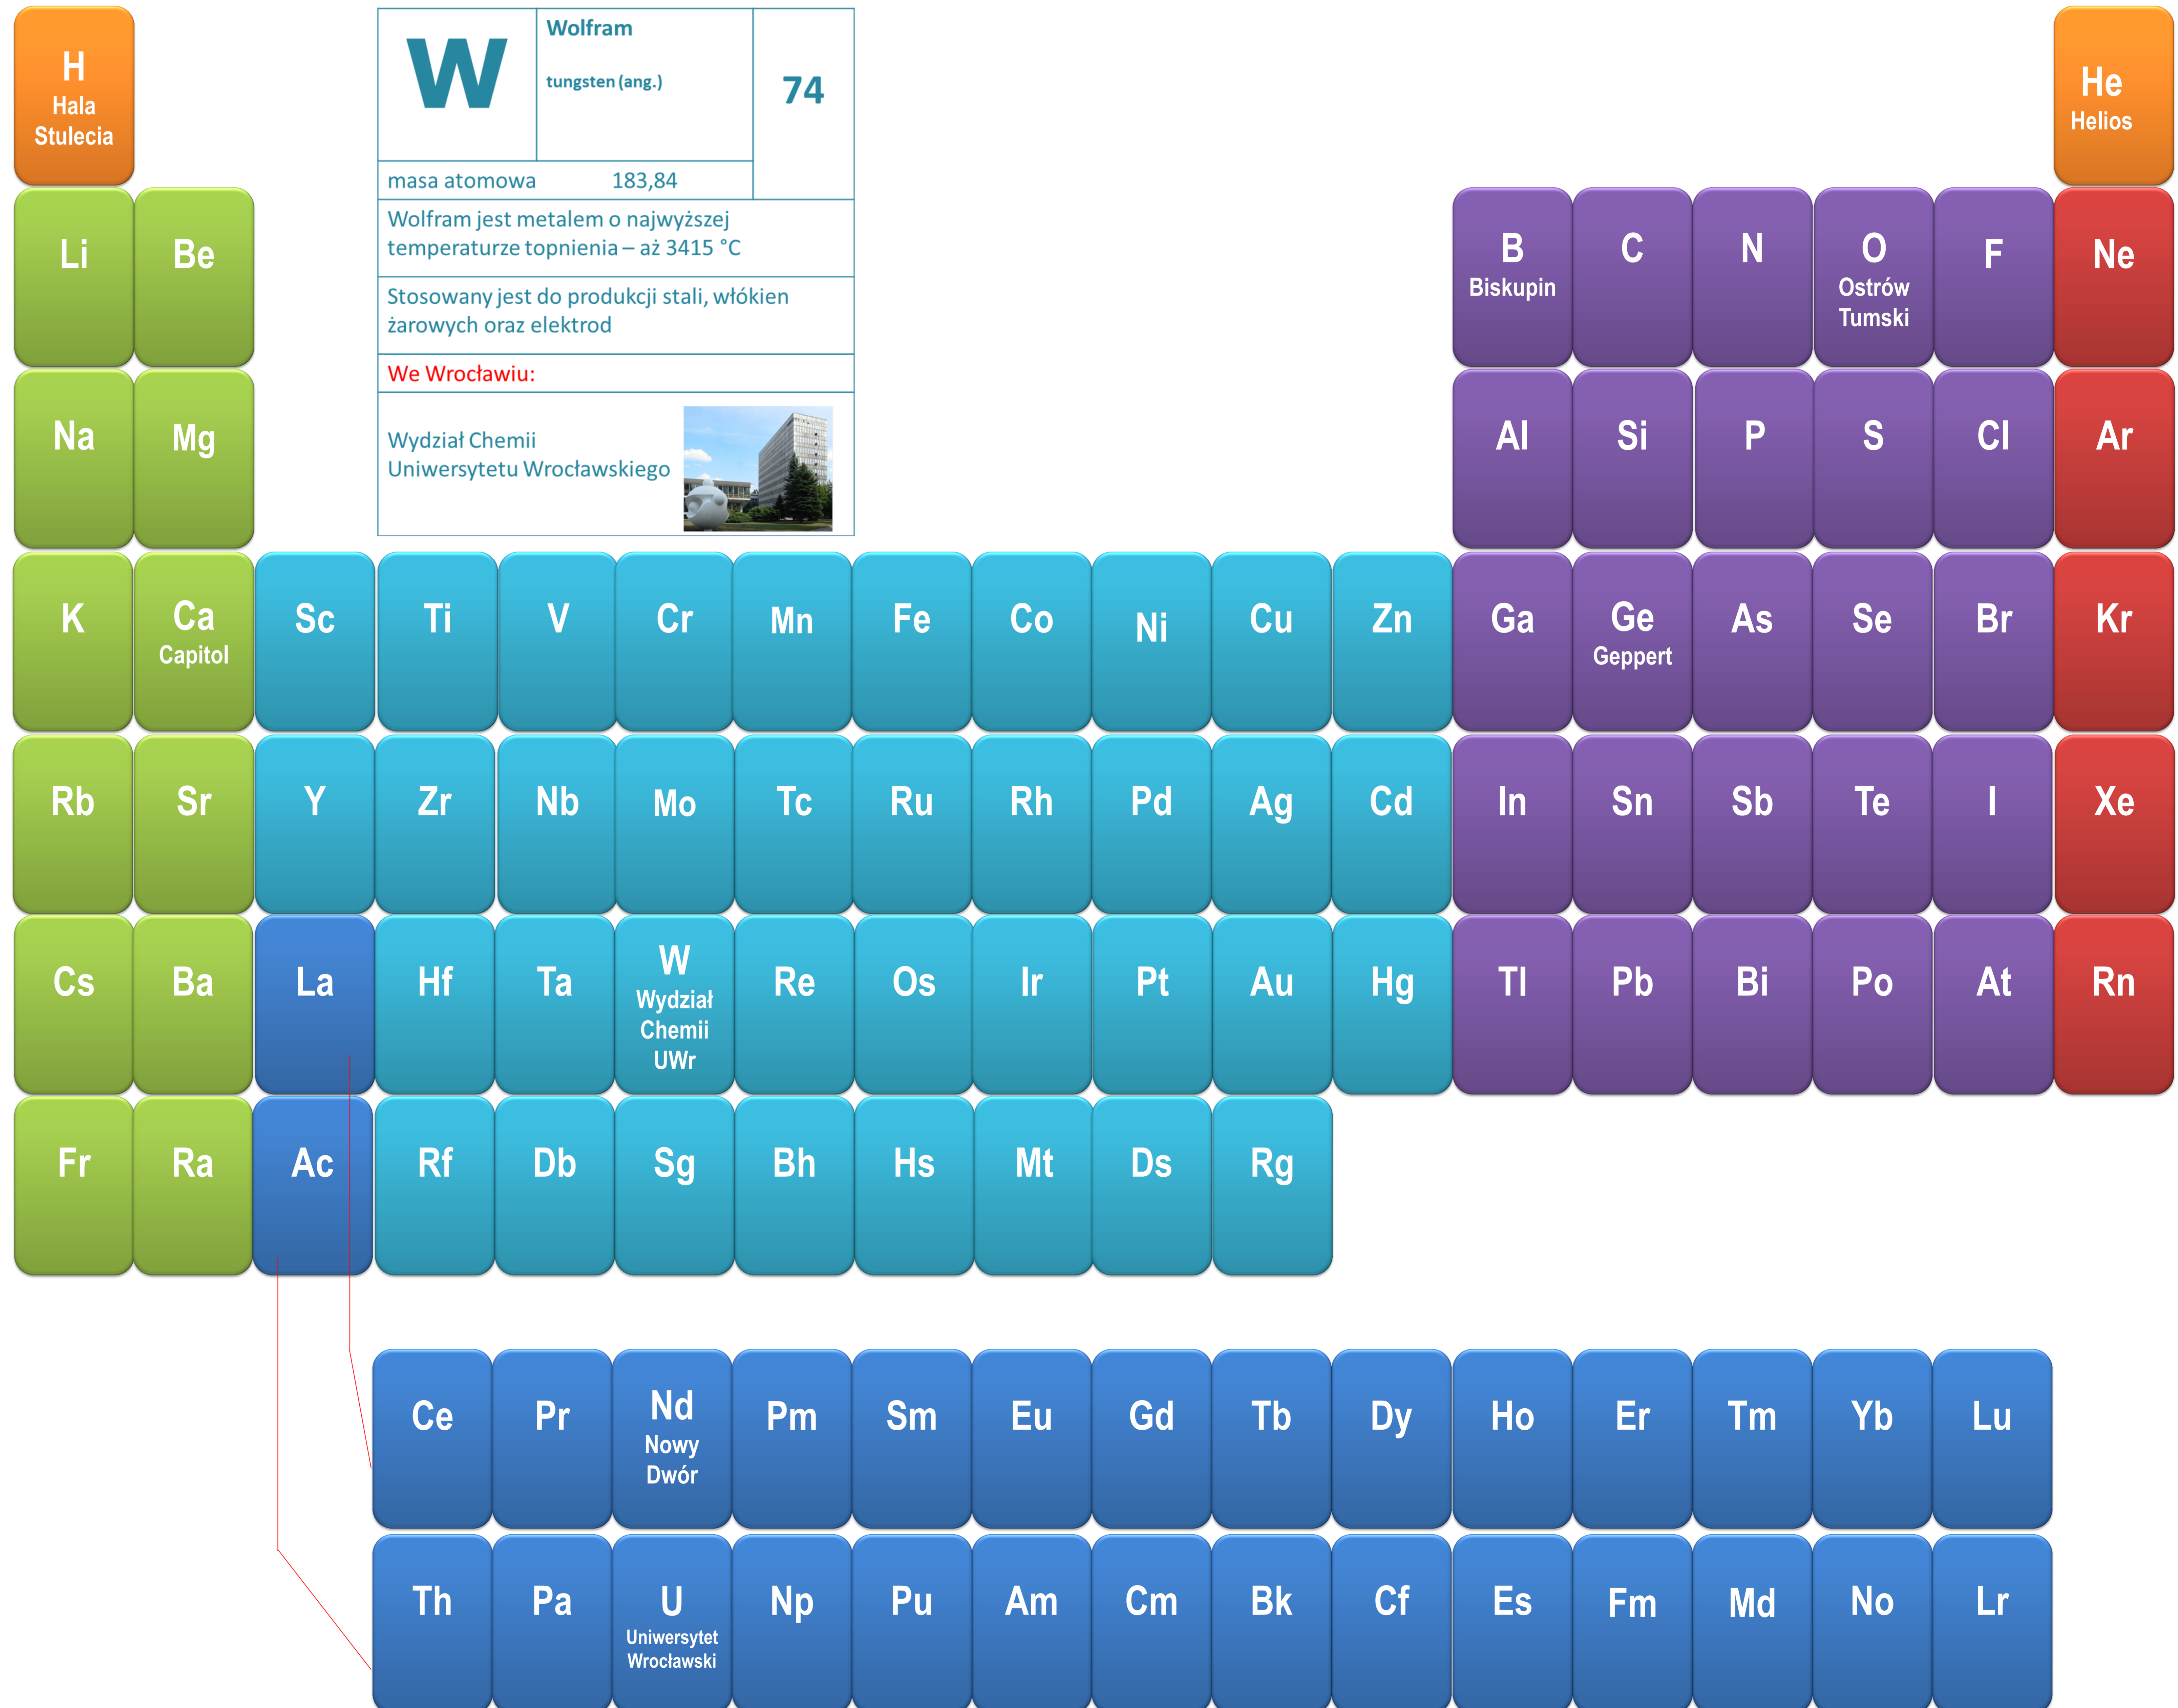 H
Hala
Stulecia
W
Wolfram
tungsten (ang.)
74
masa atomowa 183,84
Wolfram jest metalem o najwyższej
temperaturze topnienia – aż 3415 °C
Stosowany jest do produkcji stali, włókien
żarowych oraz elektrod
We Wrocławiu:
Wydział Chemii
Uniwersytetu Wrocławskiego
He
Helios
Li Be
B
Biskupin
C N
O
Ostrów
Tumski
F Ne
Na Mg Al Si P S Cl Ar
K
Ca
Capitol
Sc Ti V Cr Mn Fe Co Ni Cu Zn Ga
Ge
Geppert
As Se Br Kr
Rb Sr Y Zr Nb Mo Tc Ru Rh Pd Ag Cd In Sn Sb Te I Xe
Cs Ba La Hf Ta
W
Wydział
Chemii
UWr
Re Os Ir Pt Au Hg Tl Pb Bi Po At Rn
Fr Ra Ac Rf Db Sg Bh Hs Mt Ds Rg
Ce Pr
Nd
Nowy
Dwór
Pm Sm Eu Gd Tb Dy Ho Er Tm Yb Lu
Th Pa
U
Uniwersytet
Wrocławski
Np Pu Am Cm Bk Cf Es Fm Md No Lr